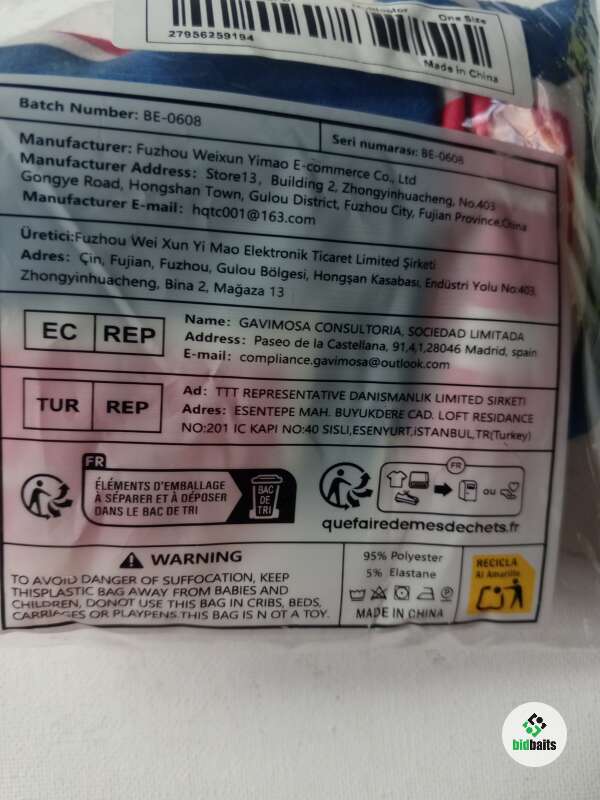 One Size
27956259194
Made in China
Batch Number: BE-0608
Seri numarası: BE-0608
Manufacturer: Fuzhou Weixun Yimao E-commerce Co., Ltd
Manufacturer Address: Store13, Building 2, Zhongyinhuacheng, No.403
Gongye Road, Hongshan Town, Gulou District, Fuzhou City, Fujian Province,China
Manufacturer E-mail: hqtc001@163.com
Üretici:Fuzhou Wei Xun Yi Mao Elektronik Ticaret Limited Şirketi
Adres: Çin, Fujian, Fuzhou, Gulou Bölgesi, Hongşan Kasabası, Endüstri Yolu No:403,
Zhongyinhuacheng, Bina 2, Mağaza 13
EC REP
Name: GAVIMOSA CONSULTORIA, SOCIEDAD LIMITADA
Address: Paseo de la Castellana, 91,4,1,28046 Madrid, spain
E-mail: compliance.gavimosa@outlook.com
TUR REP
Ad: TTT REPRESENTATIVE DANISMANLIK LIMITED SIRKETI
Adres: ESENTEPE MAH. BUYUKDERE CAD. LOFT RESIDANCE
NO:201 IC KAPI NO:40 SISLI,ESENYURT,İSTANBUL,TR(Turkey)
FR
ÉLÉMENTS D'EMBALLAGE
À SÉPARER ET À DÉPOSER
DANS LE BAC DE TRI
BAC
DE
TRI
FR
OU
quefairedemesdechets.fr
WARNING
TO AVOID DANGER OF SUFFOCATION, KEEP
THISPLASTIC BAG AWAY FROM BABIES AND
CHILDREN, DONOT USE THIS BAG IN CRIBS, BEDS,
CARRIAGES OR PLAYPENS.THIS BAG IS N OT A TOY.
95% Polyester
5% Elastane
MADE IN CHINA
RECICLA
Al Amarillo
bidbaits